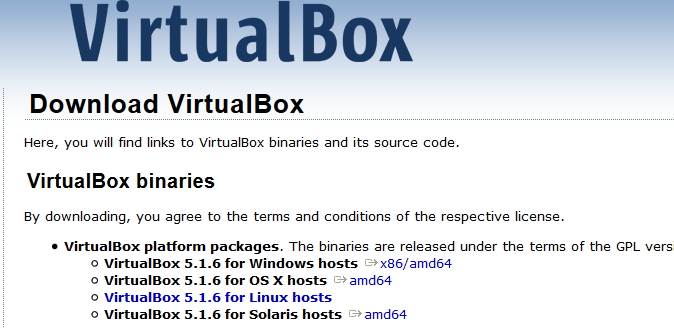 VirtualBox
Download VirtualBox
Here, you will find links to VirtualBox binaries and its source code.
VirtualBox binaries
By downloading, you agree to the terms and conditions of the respective license.
VirtualBox platform packages. The binaries are released under the terms of the GPL vers
VirtualBox 5.1.6 for Windows hosts x86/amd64
VirtualBox 5.1.6 for OS X hosts amd64
VirtualBox 5.1.6 for Linux hosts
VirtualBox 5.1.6 for Solaris hosts amd64